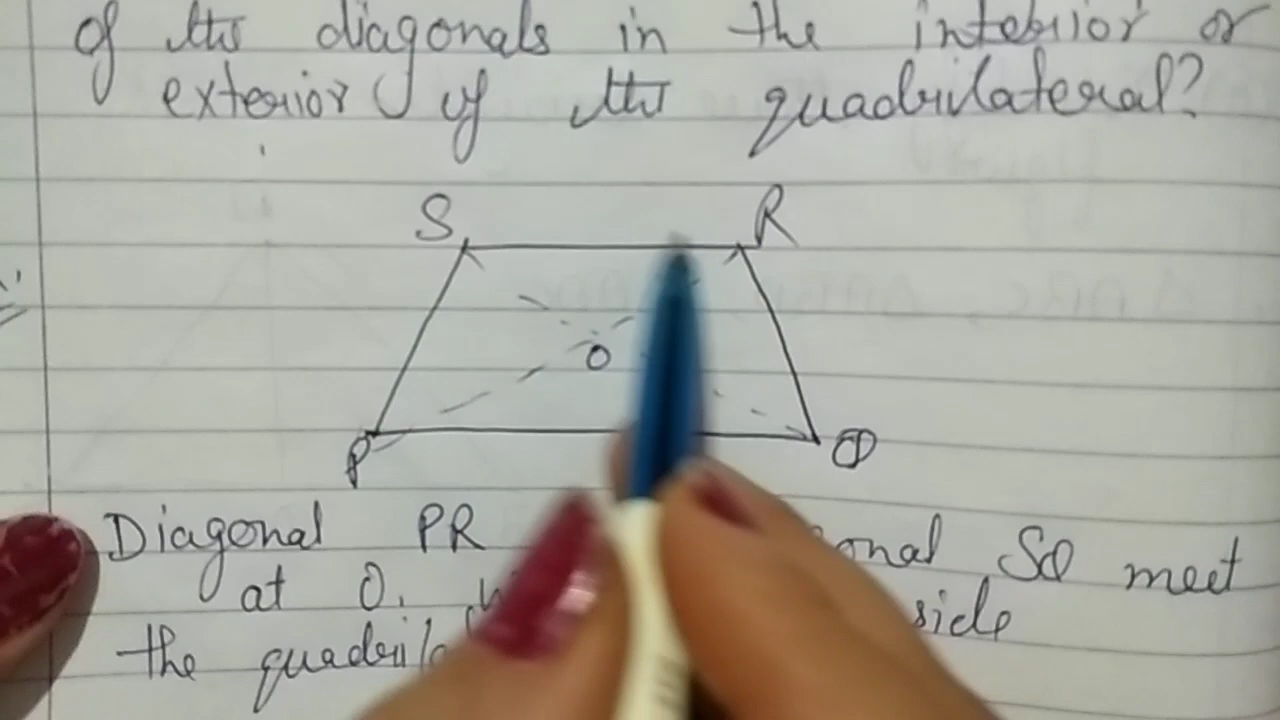 of the diagonals in the interior or
exterior of the quadrilateral?
S R
O
P Q
Diagonal PR onal SQ meet
at O, side
the quadril